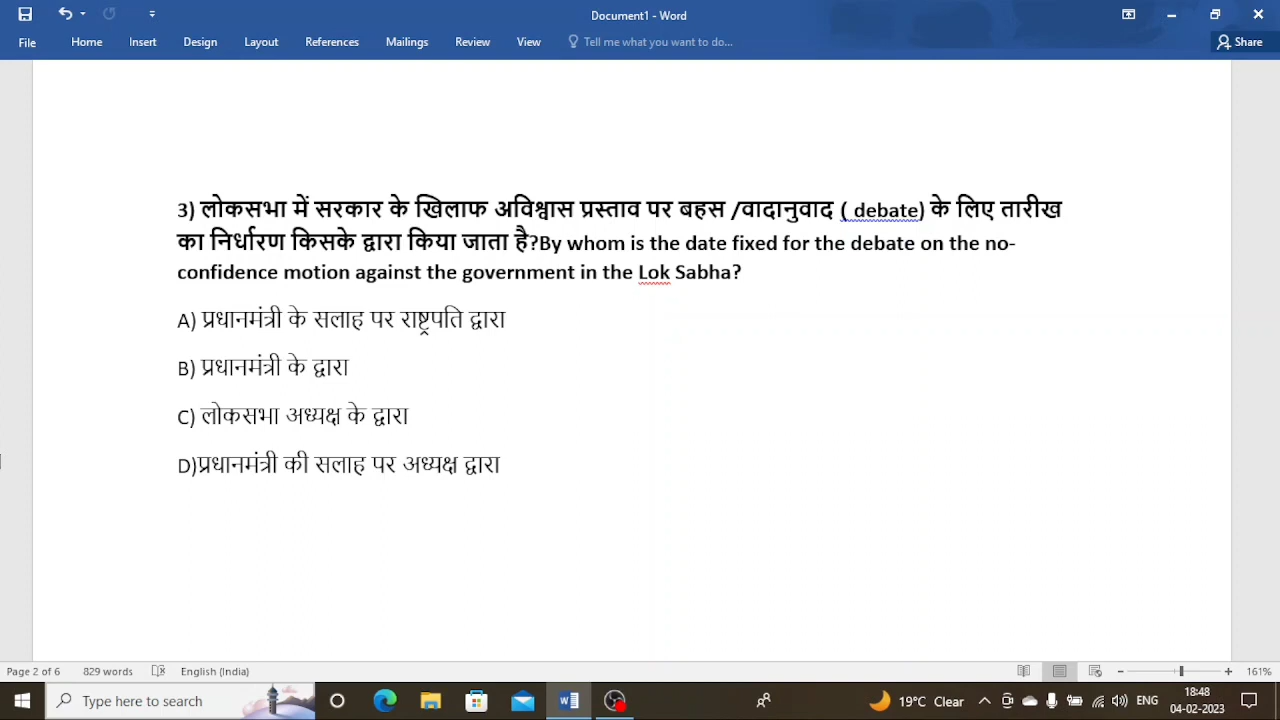 Document1 - Word
File Home Insert Design Layout References Mailings Review View Tell me what you want to do... Share
3) लोकसभा में सरकार के खिलाफ अविश्वास प्रस्ताव पर बहस /वादानुवाद ( debate) के लिए तारीख
का निर्धारण किसके द्वारा किया जाता है?By whom is the date fixed for the debate on the no-
confidence motion against the government in the Lok Sabha?
A) प्रधानमंत्री के सलाह पर राष्ट्रपति द्वारा
B) प्रधानमंत्री के द्वारा
C) लोकसभा अध्यक्ष के द्वारा
D)प्रधानमंत्री की सलाह पर अध्यक्ष द्वारा
Page 2 of 6 829 words English (India) 161%
Type here to search 19°C Clear ENG 18:48
04-02-2023